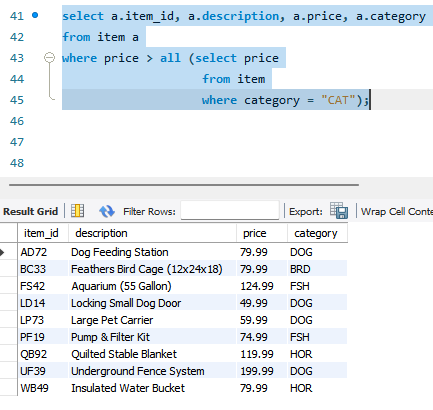 41 select a.item_id, a.description, a.price, a.category
42 from item a
43 where price > all (select price
44 from item
45 where category = "CAT");
46
47
48
Result Grid Filter Rows: Export: Wrap Cell Conte
item_id description price category
AD72 Dog Feeding Station 79.99 DOG
BC33 Feathers Bird Cage (12x24x18) 79.99 BRD
FS42 Aquarium (55 Gallon) 124.99 FSH
LD14 Locking Small Dog Door 49.99 DOG
LP73 Large Pet Carrier 59.99 DOG
PF19 Pump & Filter Kit 74.99 FSH
QB92 Quilted Stable Blanket 119.99 HOR
UF39 Underground Fence System 199.99 DOG
WB49 Insulated Water Bucket 79.99 HOR